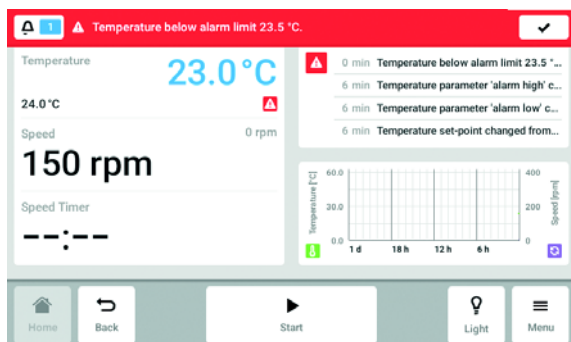 1 Temperature below alarm limit 23.5 °C.
Temperature
23.0 °C
24.0 °C
Speed 0 rpm
150 rpm
Speed Timer
--:--
0 min Temperature below alarm limit 23.5 °...
6 min Temperature parameter 'alarm high' c...
6 min Temperature parameter 'alarm low' c...
6 min Temperature set-point changed from...
Temperature [°C]
60.0
30.0
0.0
1 d 18 h 12 h 6 h
400
200
0
Speed [rpm]
Home Back Start Light Menu